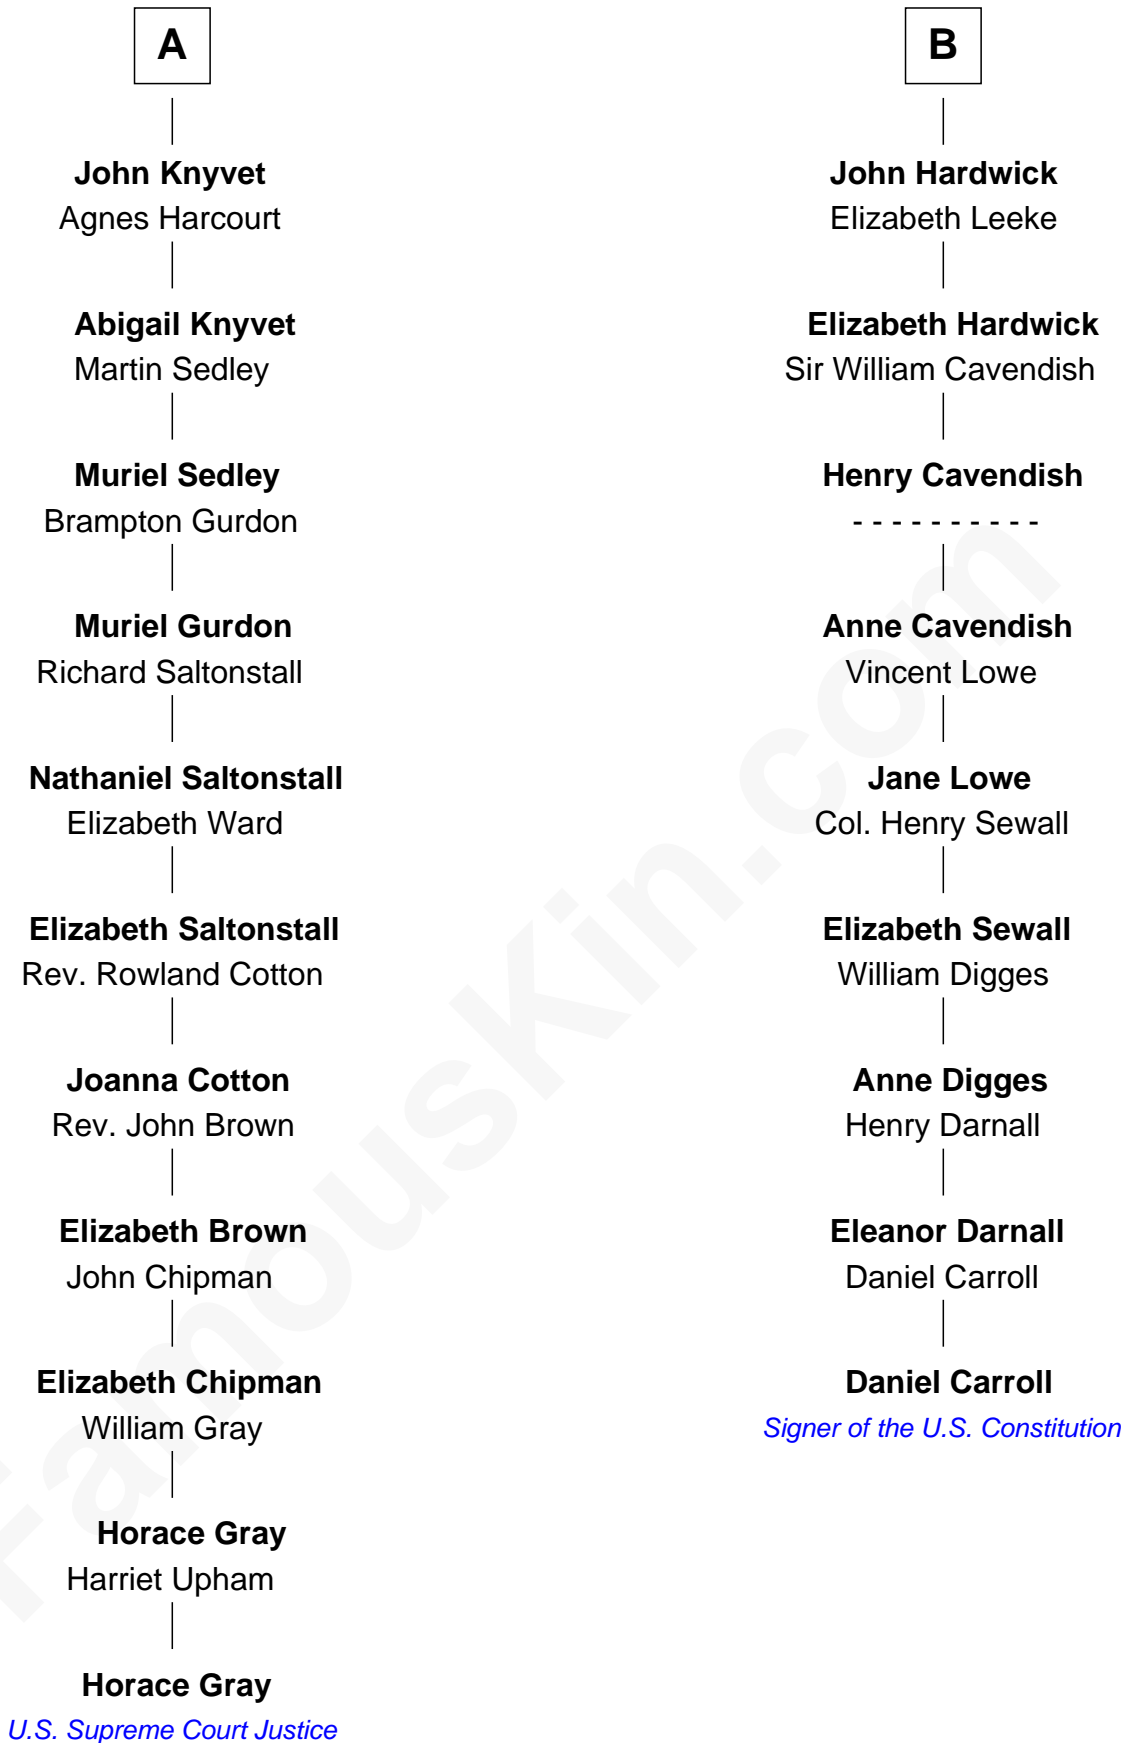 A
John Knyvet
Agnes Harcourt
Abigail Knyvet
Martin Sedley
Muriel Sedley
Brampton Gurdon
Muriel Gurdon
Richard Saltonstall
Nathaniel Saltonstall
Elizabeth Ward
Elizabeth Saltonstall
Rev. Rowland Cotton
Joanna Cotton
Rev. John Brown
Elizabeth Brown
John Chipman
Elizabeth Chipman
William Gray
Horace Gray
Harriet Upham
Horace Gray
U.S. Supreme Court Justice
B
John Hardwick
Elizabeth Leeke
Elizabeth Hardwick
Sir William Cavendish
Henry Cavendish
- - - - - - - - - -
Anne Cavendish
Vincent Lowe
Jane Lowe
Col. Henry Sewall
Elizabeth Sewall
William Digges
Anne Digges
Henry Darnall
Eleanor Darnall
Daniel Carroll
Daniel Carroll
Signer of the U.S. Constitution
FamousKin.com